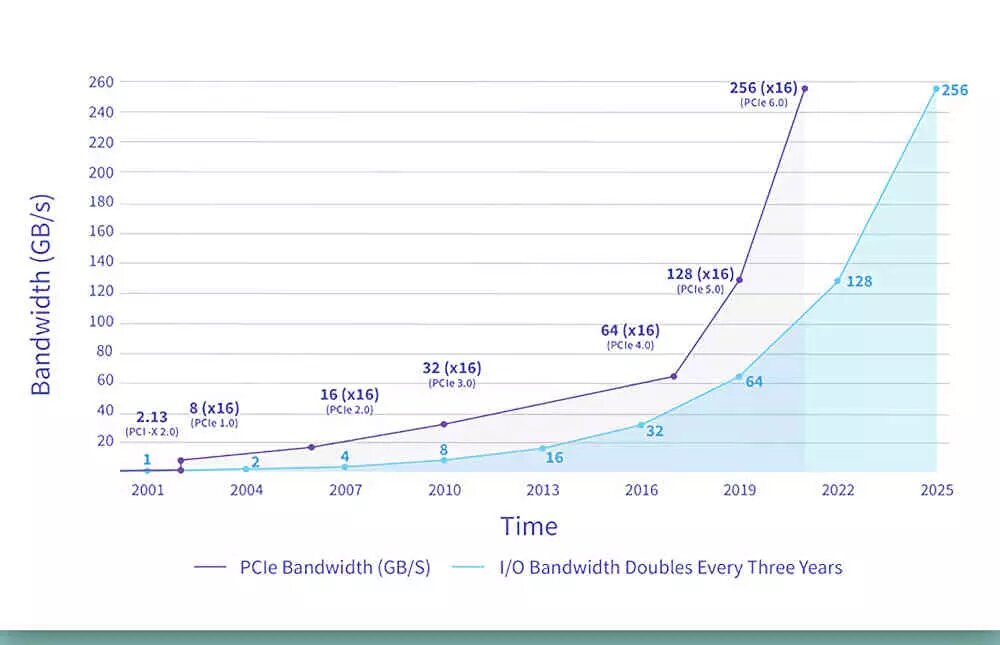 260
240
220
200
180
160
140
120
100
80
60
40
20
Bandwidth (GB/s)
256 (x16)
(PCIe 6.0)
256
128 (x16)
(PCIe 5.0)
128
64 (x16)
(PCIe 4.0)
64
32 (x16)
(PCIe 3.0)
32
16 (x16)
(PCIe 2.0)
16
8 (x16)
(PCIe 1.0)
8
2.13
(PCI-X 2.0)
4
2
1
2001 2004 2007 2010 2013 2016 2019 2022 2025
Time
PCIe Bandwidth (GB/S) I/O Bandwidth Doubles Every Three Years